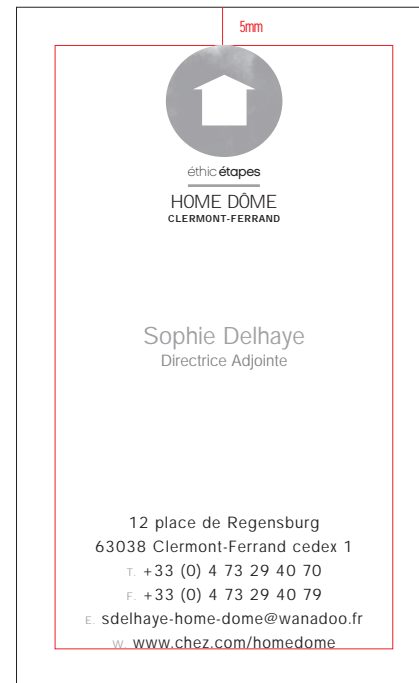 5mm
éthic étapes
HOME DÔME
CLERMONT-FERRAND
Sophie Delhaye
Directrice Adjointe
12 place de Regensburg
63038 Clermont-Ferrand cedex 1
T. +33 (0) 4 73 29 40 70
F. +33 (0) 4 73 29 40 79
E. sdelhaye-home-dome@wanadoo.fr
W. www.chez.com/homedome